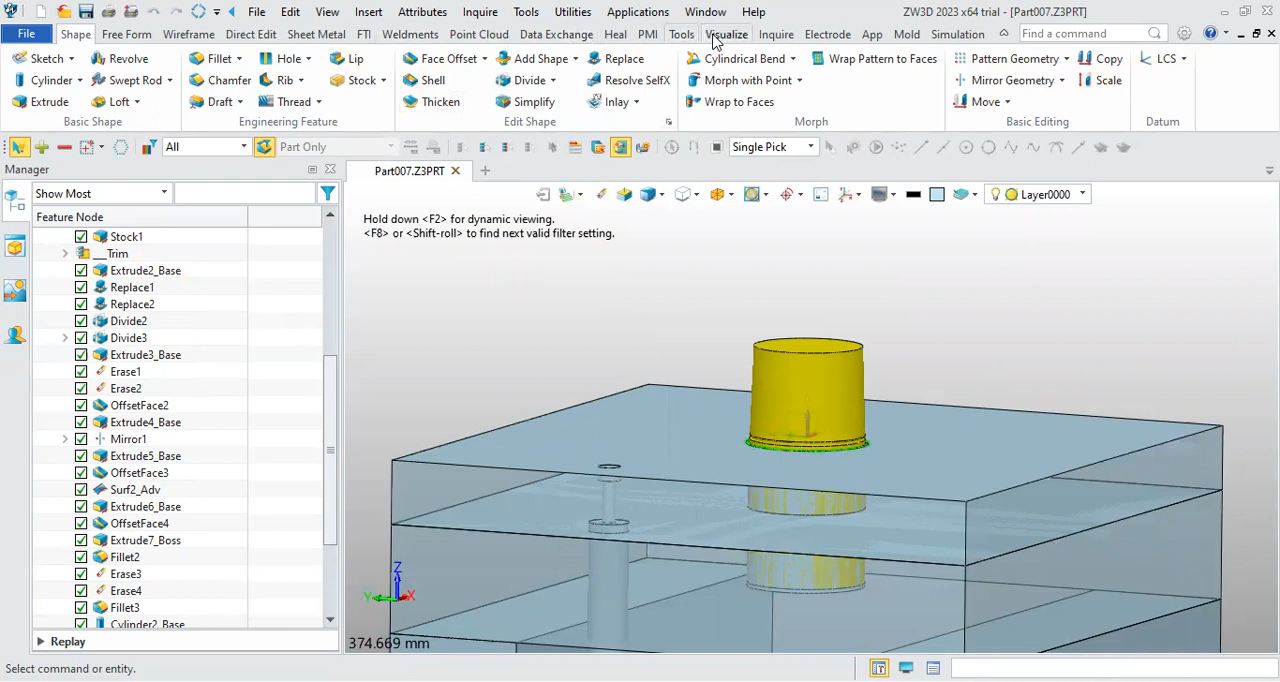 File Edit View Insert Attributes Inquire Tools Utilities Applications Window Help ZW3D 2023 x64 trial - [Part007.Z3PRT]
File Shape Free Form Wireframe Direct Edit Sheet Metal FTI Weldments Point Cloud Data Exchange Heal PMI Tools Visualize Inquire Electrode App Mold Simulation Find a command
Sketch Revolve Fillet Hole Lip Face Offset Add Shape Replace Cylindrical Bend Wrap Pattern to Faces Pattern Geometry Copy LCS
Cylinder Swept Rod Chamfer Rib Stock Shell Divide Resolve SelfX Morph with Point Mirror Geometry Scale
Extrude Loft Draft Thread Thicken Simplify Inlay Wrap to Faces Move
Basic Shape Engineering Feature Edit Shape Morph Basic Editing Datum
All Part Only Single Pick
Manager Part007.Z3PRT
Show Most Layer0000
Feature Node
Hold down <F2> for dynamic viewing.
<F8> or <Shift-roll> to find next valid filter setting.
Stock1
__Trim
Extrude2_Base
Replace1
Replace2
Divide2
Divide3
Extrude3_Base
Erase1
Erase2
OffsetFace2
Extrude4_Base
Mirror1
Extrude5_Base
OffsetFace3
Surf2_Adv
Extrude6_Base
OffsetFace4
Extrude7_Boss
Fillet2
Erase3
Erase4
Fillet3
Cylinder2_Base
Z
Y X
374.669 mm
Replay
Select command or entity.